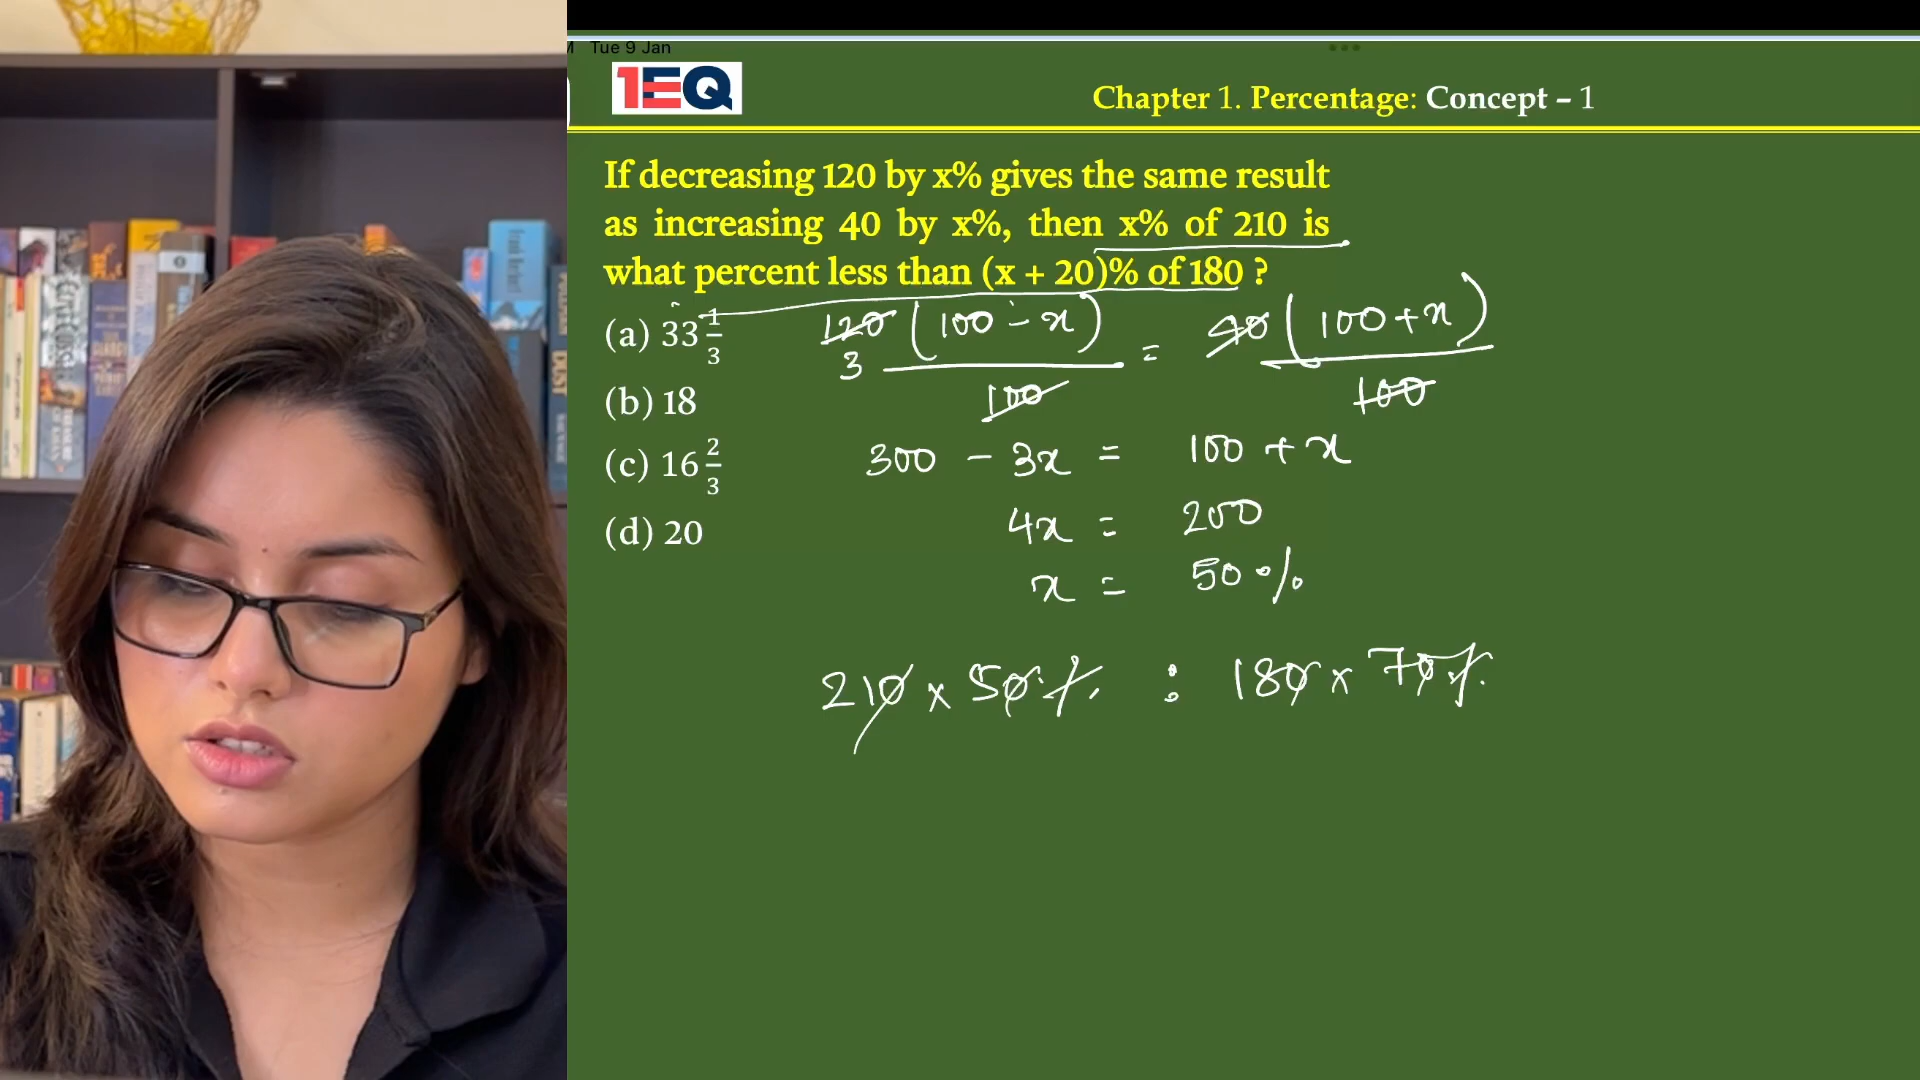 Tue 9 Jan
1EQ
Chapter 1. Percentage: Concept – 1
If decreasing 120 by x% gives the same result
as increasing 40 by x%, then x% of 210 is
what percent less than (x + 20)% of 180 ?
(a) 33 1/3
(b) 18
(c) 16 2/3
(d) 20
120 (100 - x) = 40 (100 + x)
3
100 100
300 - 3x = 100 + x
4x = 200
x = 50 %
210 x 50% : 180 x 70%